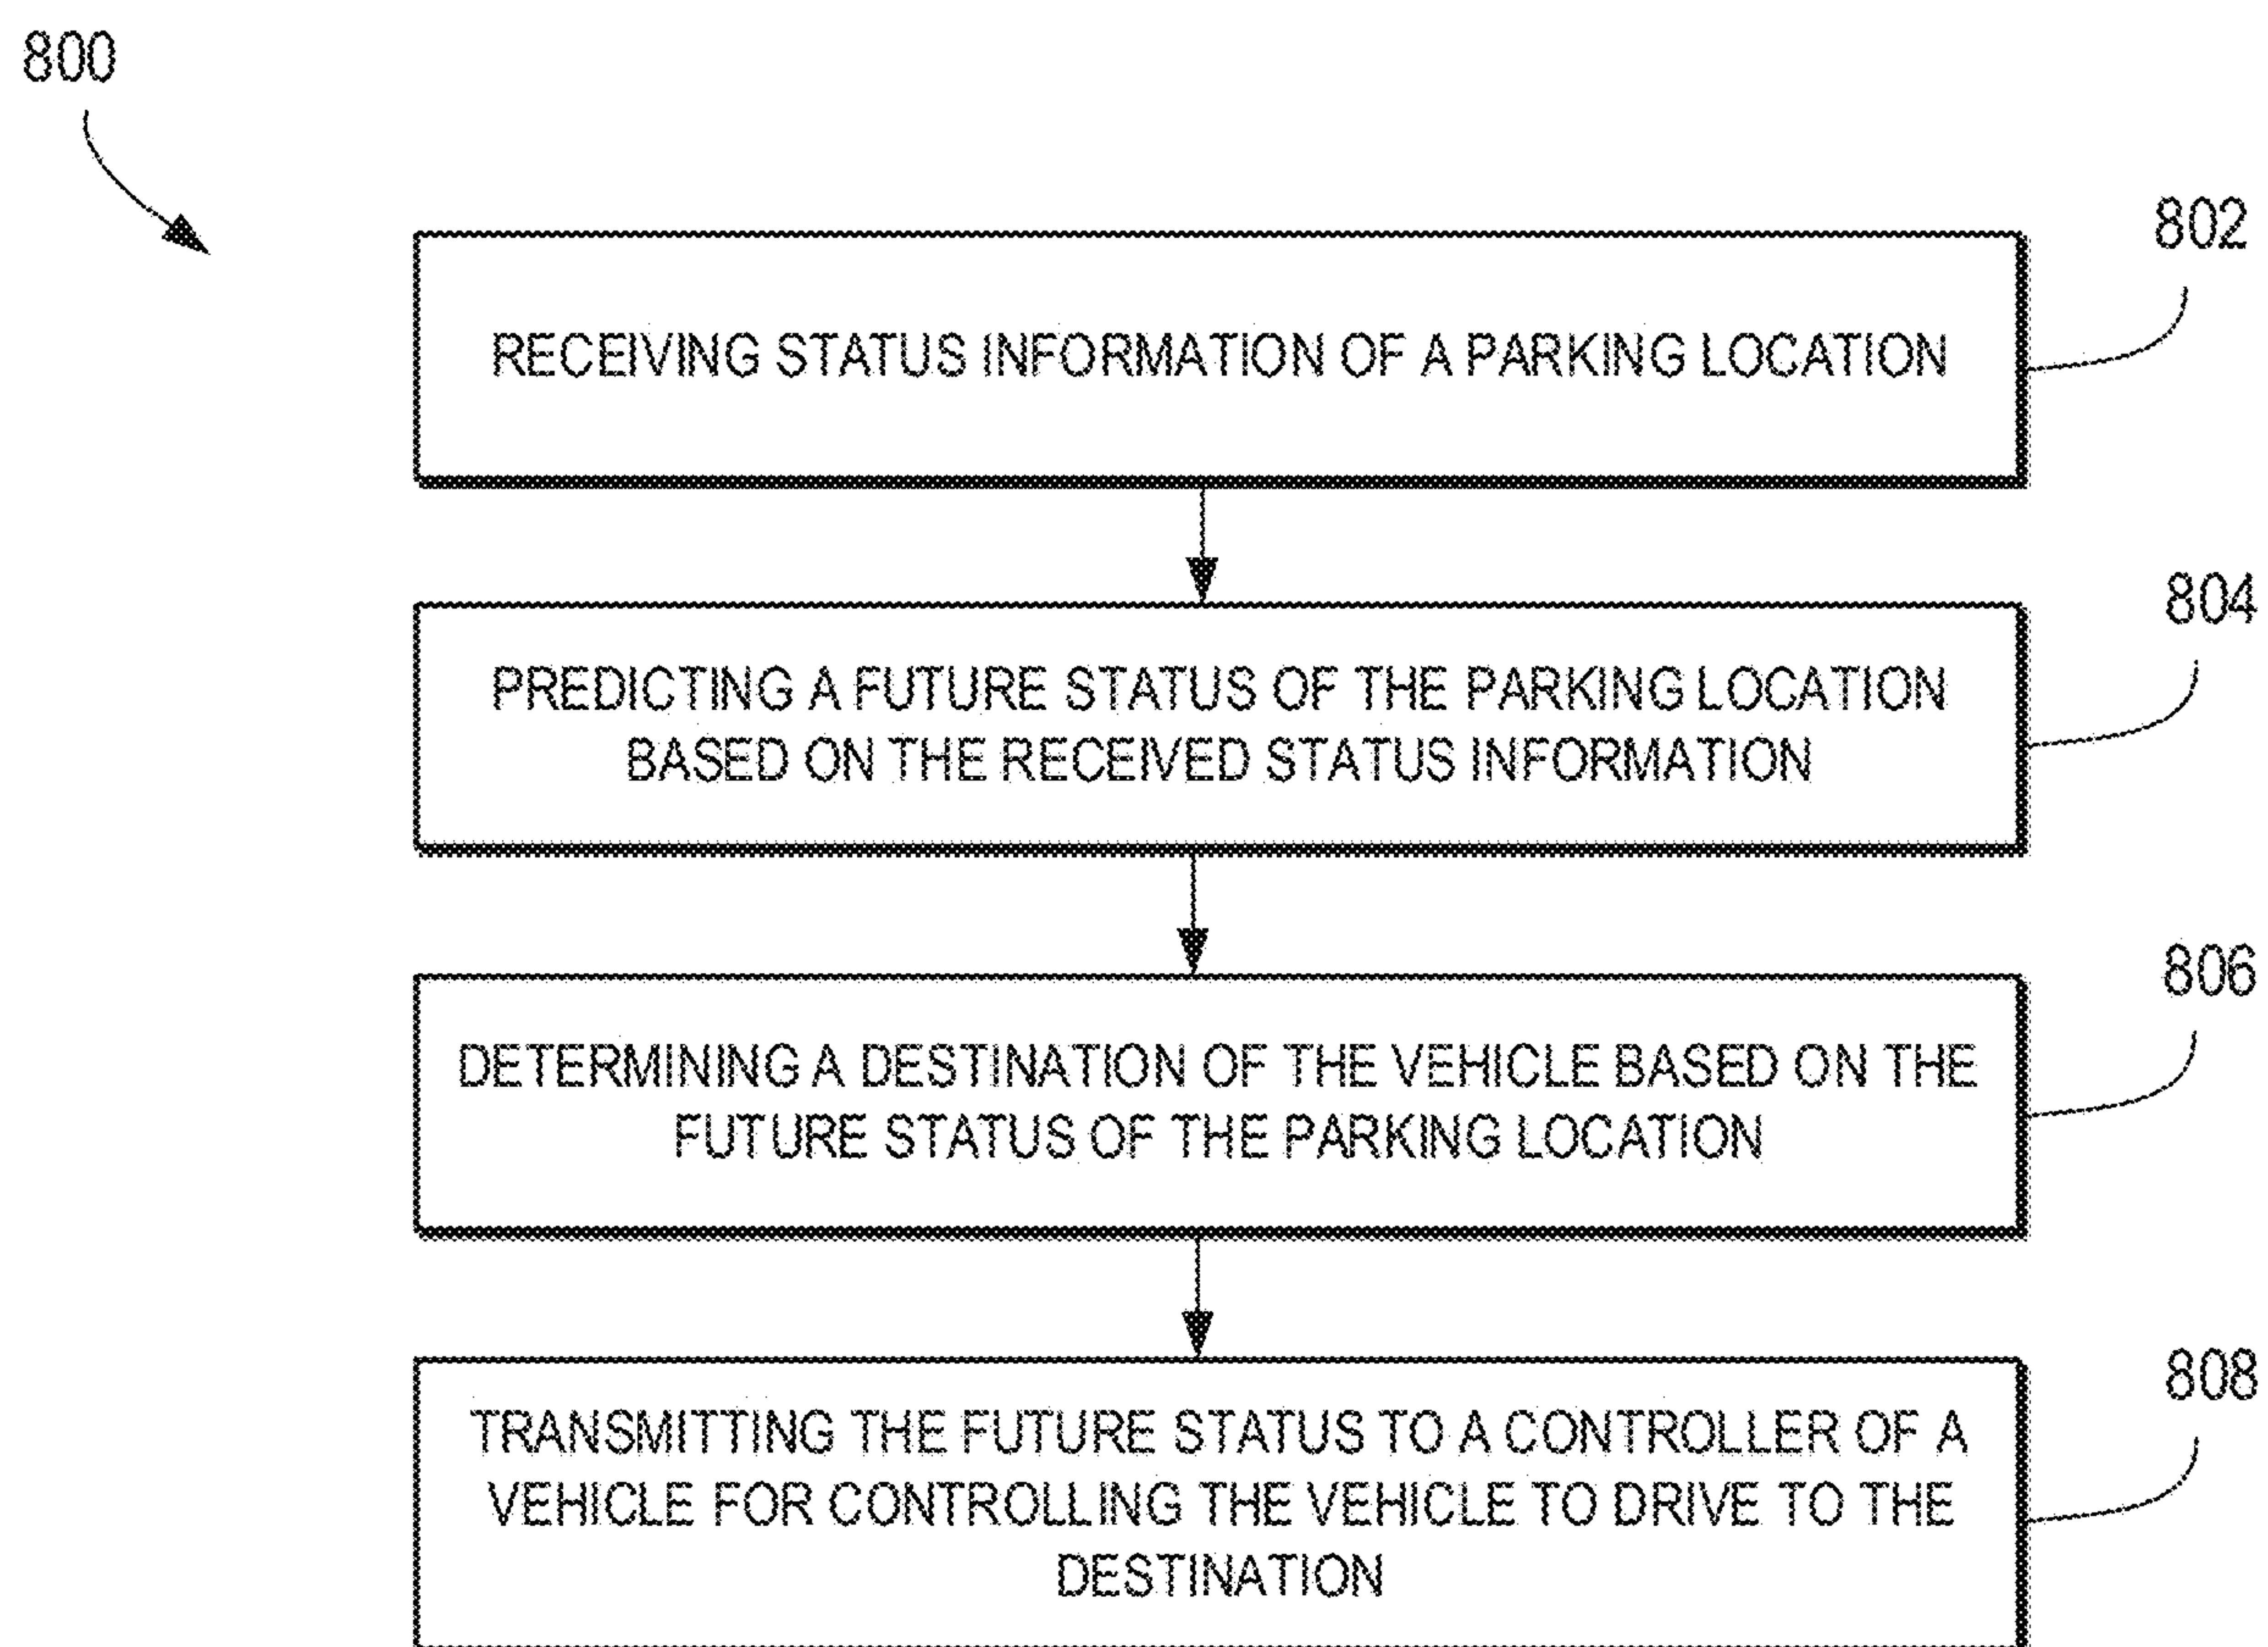 800
802
RECEIVING STATUS INFORMATION OF A PARKING LOCATION
804
PREDICTING A FUTURE STATUS OF THE PARKING LOCATION
BASED ON THE RECEIVED STATUS INFORMATION
806
DETERMINING A DESTINATION OF THE VEHICLE BASED ON THE
FUTURE STATUS OF THE PARKING LOCATION
808
TRANSMITTING THE FUTURE STATUS TO A CONTROLLER OF A
VEHICLE FOR CONTROLLING THE VEHICLE TO DRIVE TO THE
DESTINATION